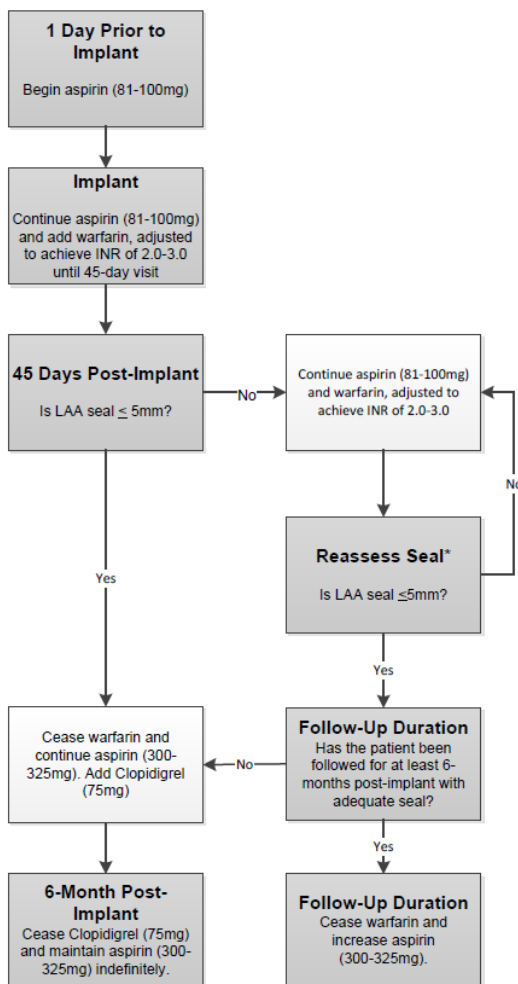 1 Day Prior to
Implant
Begin aspirin (81-100mg)
Implant
Continue aspirin (81-100mg)
and add warfarin, adjusted
to achieve INR of 2.0-3.0
until 45-day visit
45 Days Post-Implant
Is LAA seal ≤ 5mm?
No
Continue aspirin (81-100mg)
and warfarin, adjusted to
achieve INR of 2.0-3.0
No
Reassess Seal*
Is LAA seal ≤5mm?
Yes
Yes
Cease warfarin and
continue aspirin (300-
325mg). Add Clopidigrel
(75mg)
No
Follow-Up Duration
Has the patient been
followed for at least 6-
months post-implant with
adequate seal?
Yes
6-Month Post-
Implant
Cease Clopidigrel (75mg)
and maintain aspirin (300-
325mg) indefinitely.
Follow-Up Duration
Cease warfarin and
increase aspirin
(300-325mg).